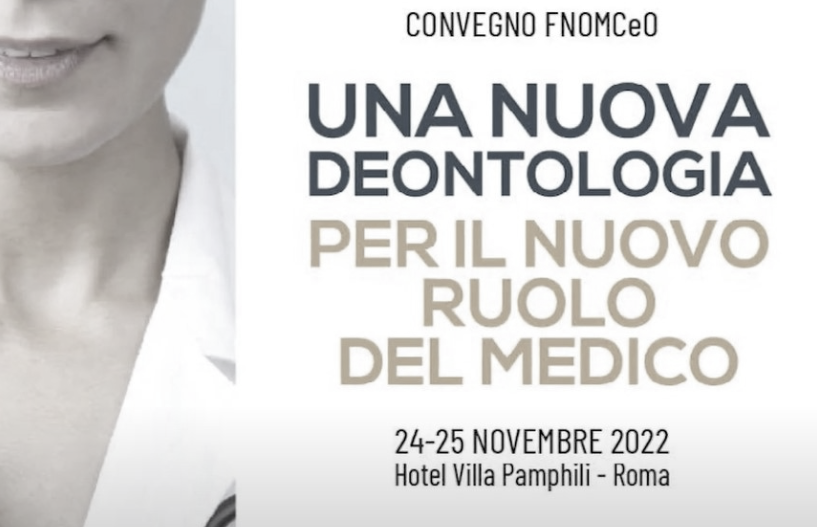 CONVEGNO FNOMCeO
UNA NUOVA
DEONTOLOGIA
PER IL NUOVO
RUOLO
DEL MEDICO
24-25 NOVEMBRE 2022
Hotel Villa Pamphili - Roma